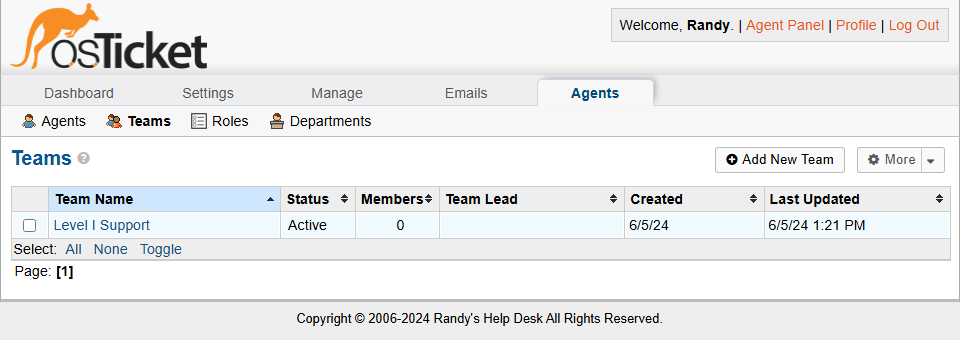 osTicket
Welcome, Randy. | Agent Panel | Profile | Log Out
Dashboard Settings Manage Emails Agents
Agents Teams Roles Departments
Teams ? Add New Team More
Team Name Status Members Team Lead Created Last Updated
Level I Support Active 0 6/5/24 6/5/24 1:21 PM
Select: All None Toggle
Page: [1]
Copyright © 2006-2024 Randy's Help Desk All Rights Reserved.